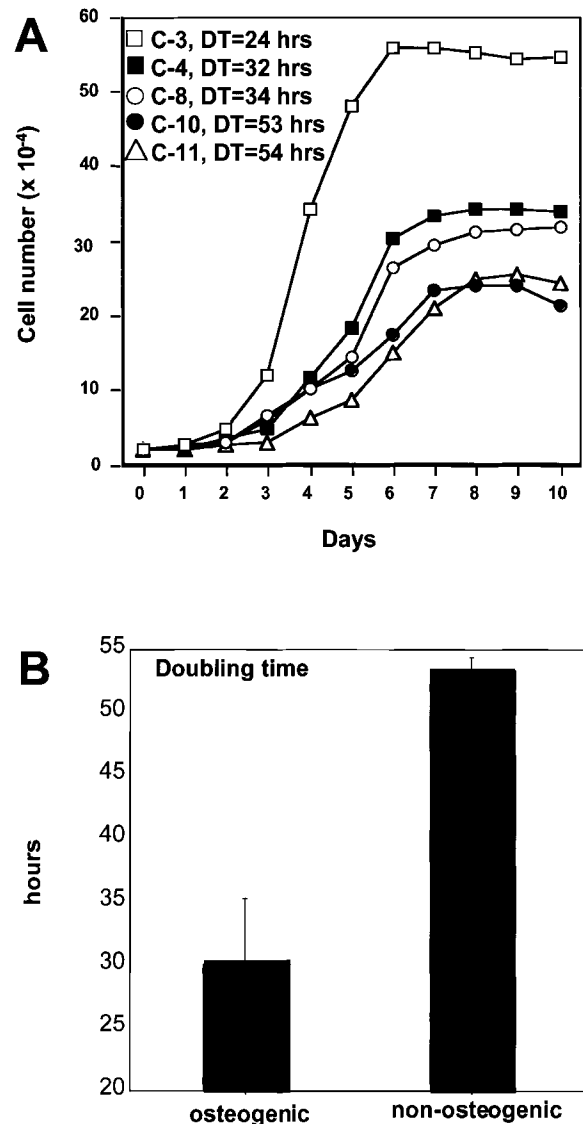 A
60
50
60
30
20
10
0
Cell number (x 10-4)
C-3, DT=24 hrs
C-4, DT=32 hrs
C-8, DT=34 hrs
C-10, DT=53 hrs
C-11, DT=54 hrs
0 1 2 3 4 5 6 7 8 9 10
Days
B
55
50
45
40
35
30
25
20
hours
Doubling time
osteogenic
non-osteogenic